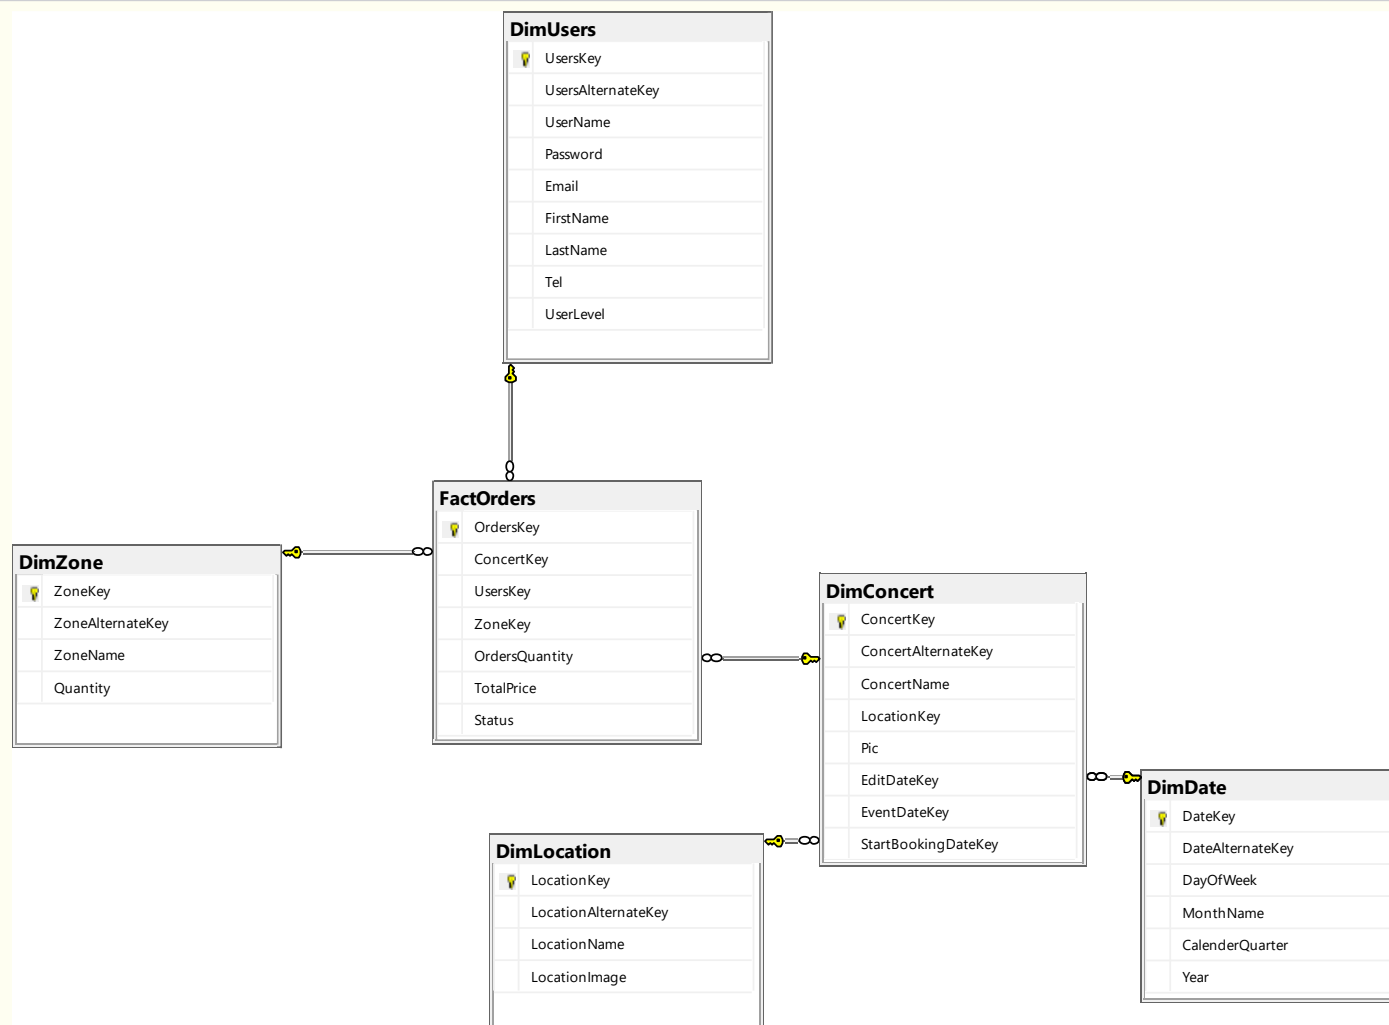 DimUsers
UsersKey
UsersAlternateKey
UserName
Password
Email
FirstName
LastName
Tel
UserLevel
FactOrders
OrdersKey
ConcertKey
UsersKey
ZoneKey
OrdersQuantity
TotalPrice
Status
DimZone
ZoneKey
ZoneAlternateKey
ZoneName
Quantity
DimConcert
ConcertKey
ConcertAlternateKey
ConcertName
LocationKey
Pic
EditDateKey
EventDateKey
StartBookingDateKey
DimLocation
LocationKey
LocationAlternateKey
LocationName
LocationImage
DimDate
DateKey
DateAlternateKey
DayOfWeek
MonthName
CalenderQuarter
Year